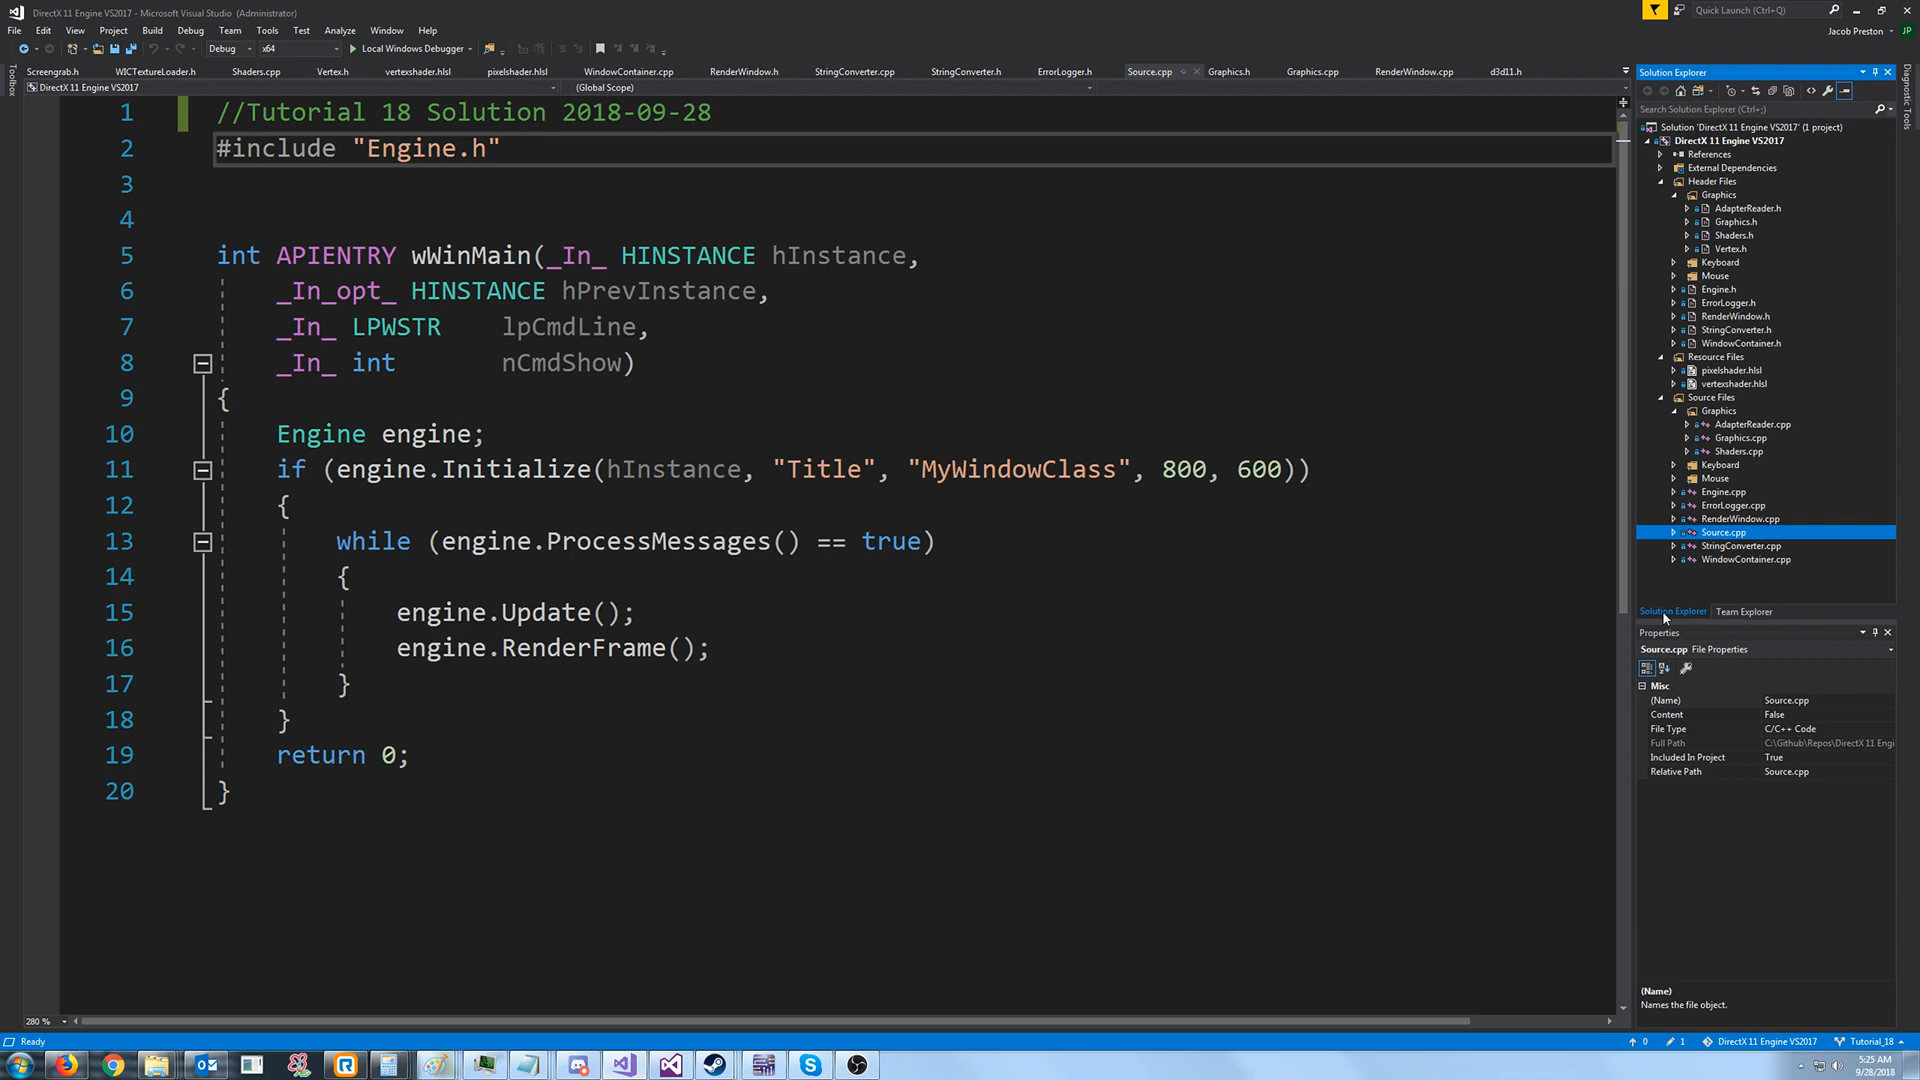 DirectX 11 Engine VS2017 - Microsoft Visual Studio (Administrator)
Quick Launch (Ctrl+Q)
File Edit View Project Build Debug Team Tools Test Analyze Window Help
Jacob Preston JP
Debug x64 Local Windows Debugger
Toolbox
Screengrab.h WICTextureLoader.h Shaders.cpp Vertex.h vertexshader.hlsl pixelshader.hlsl WindowContainer.cpp RenderWindow.h StringConverter.cpp StringConverter.h ErrorLogger.h Source.cpp Graphics.h Graphics.cpp RenderWindow.cpp d3d11.h
DirectX 11 Engine VS2017 (Global Scope)
1 //Tutorial 18 Solution 2018-09-28
2 #include "Engine.h"
3
4
5 int APIENTRY wWinMain(_In_ HINSTANCE hInstance,
6 _In_opt_ HINSTANCE hPrevInstance,
7 _In_ LPWSTR lpCmdLine,
8 _In_ int nCmdShow)
9 {
10 Engine engine;
11 if (engine.Initialize(hInstance, "Title", "MyWindowClass", 800, 600))
12 {
13 while (engine.ProcessMessages() == true)
14 {
15 engine.Update();
16 engine.RenderFrame();
17 }
18 }
19 return 0;
20 }
280 %
Solution Explorer
Search Solution Explorer (Ctrl+;)
Solution 'DirectX 11 Engine VS2017' (1 project)
DirectX 11 Engine VS2017
References
External Dependencies
Header Files
Graphics
AdapterReader.h
Graphics.h
Shaders.h
Vertex.h
Keyboard
Mouse
Engine.h
ErrorLogger.h
RenderWindow.h
StringConverter.h
WindowContainer.h
Resource Files
pixelshader.hlsl
vertexshader.hlsl
Source Files
Graphics
AdapterReader.cpp
Graphics.cpp
Shaders.cpp
Keyboard
Mouse
Engine.cpp
ErrorLogger.cpp
RenderWindow.cpp
Source.cpp
StringConverter.cpp
WindowContainer.cpp
Solution Explorer Team Explorer
Properties
Source.cpp File Properties
Misc
(Name) Source.cpp
Content False
File Type C/C++ Code
Full Path C:\Github\Repos\DirectX 11 Engi
Included In Project True
Relative Path Source.cpp
(Name)
Names the file object.
Diagnostic Tools
Ready
0 1 DirectX 11 Engine VS2017 Tutorial_18
5:25 AM
9/28/2018